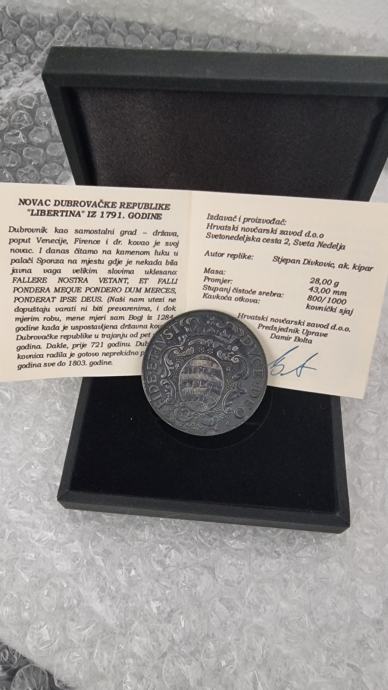 NOVAC DUBROVAČKE REPUBLIKE
"LIBERTINA" IZ 1791. GODINE
Dubrovnik kao samostalni grad – država,
poput Venecije, Firence i dr. kovao je svoj
novac. I danas čitamo na kamenom luku u
palači Sponza na mjestu gdje je nekada bila
javna vaga velikim slovima uklesano:
FALLERE NOSTRA VETANT, ET FALLI
PONDERA MEQUE PONDERO DUM MERCES,
PONDERAT IPSE DEUS. (Naši nam utezi ne
dopuštaju varati ni biti prevarenima, i dok
mjerim robu, mene mjeri sam Bog) iz 1284.
godine kada je uspostavljena državna
Dubrovačke republike u trajanju od pet
godina. Dakle, prije 721 godinu.
kovnica radila je gotovo neprekidno
godina sve do 1803. godine.
Izdavač i proizvođač:
Hrvatski novčarski zavod d.o.o
Svetonedeljska cesta 2, Sveta Nedelja
Autor replike: Stjepan Divković, ak. kipar
Masa: 28,00 g
Promjer: 43,00 mm
Stupanj čistoće srebra: 800/1000
Kakvoća otkova: kovnički sjaj
Hrvatski novčarski zavod d.o.o.
Predsjednik Uprave
Damir Bolta